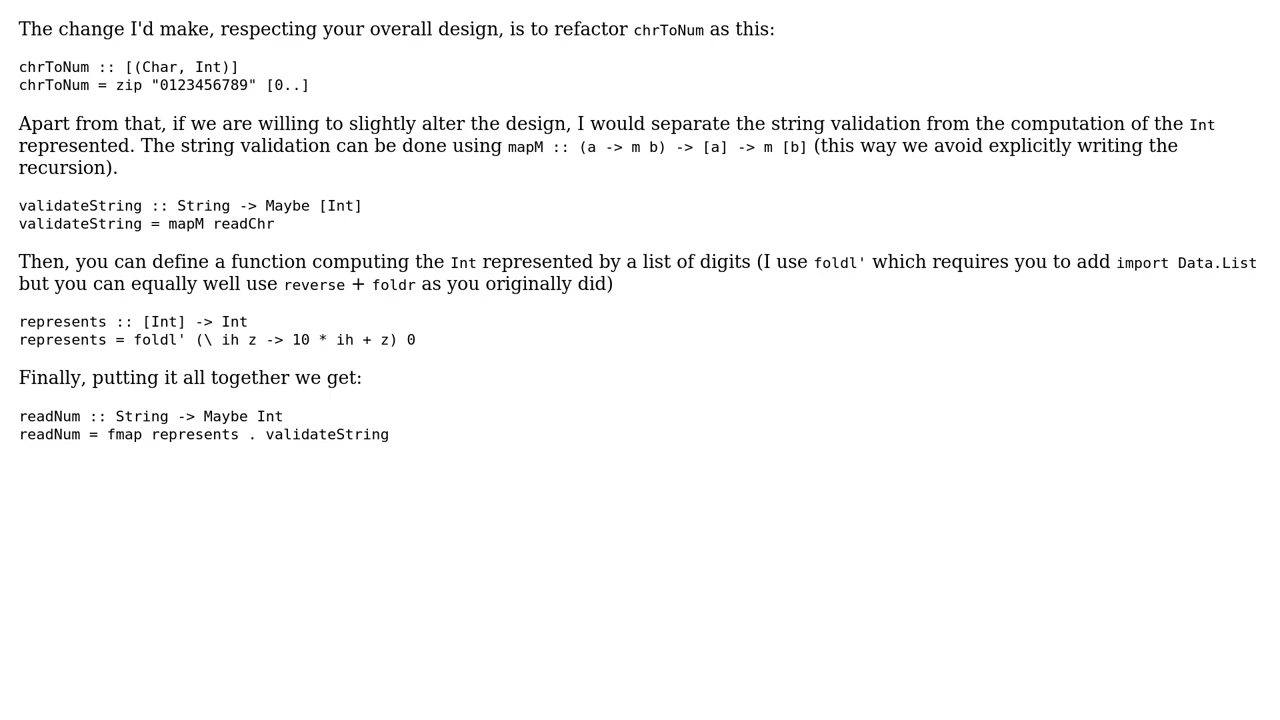 The change I'd make, respecting your overall design, is to refactor chrToNum as this:
chrToNum :: [(Char, Int)]
chrToNum = zip "0123456789" [0..]
Apart from that, if we are willing to slightly alter the design, I would separate the string validation from the computation of the Int
represented. The string validation can be done using mapM :: (a -> m b) -> [a] -> m [b] (this way we avoid explicitly writing the
recursion).
validateString :: String -> Maybe [Int]
validateString = mapM readChr
Then, you can define a function computing the Int represented by a list of digits (I use foldl' which requires you to add import Data.List
but you can equally well use reverse + foldr as you originally did)
represents :: [Int] -> Int
represents = foldl' (\ ih z -> 10 * ih + z) 0
Finally, putting it all together we get:
readNum :: String -> Maybe Int
readNum = fmap represents . validateString